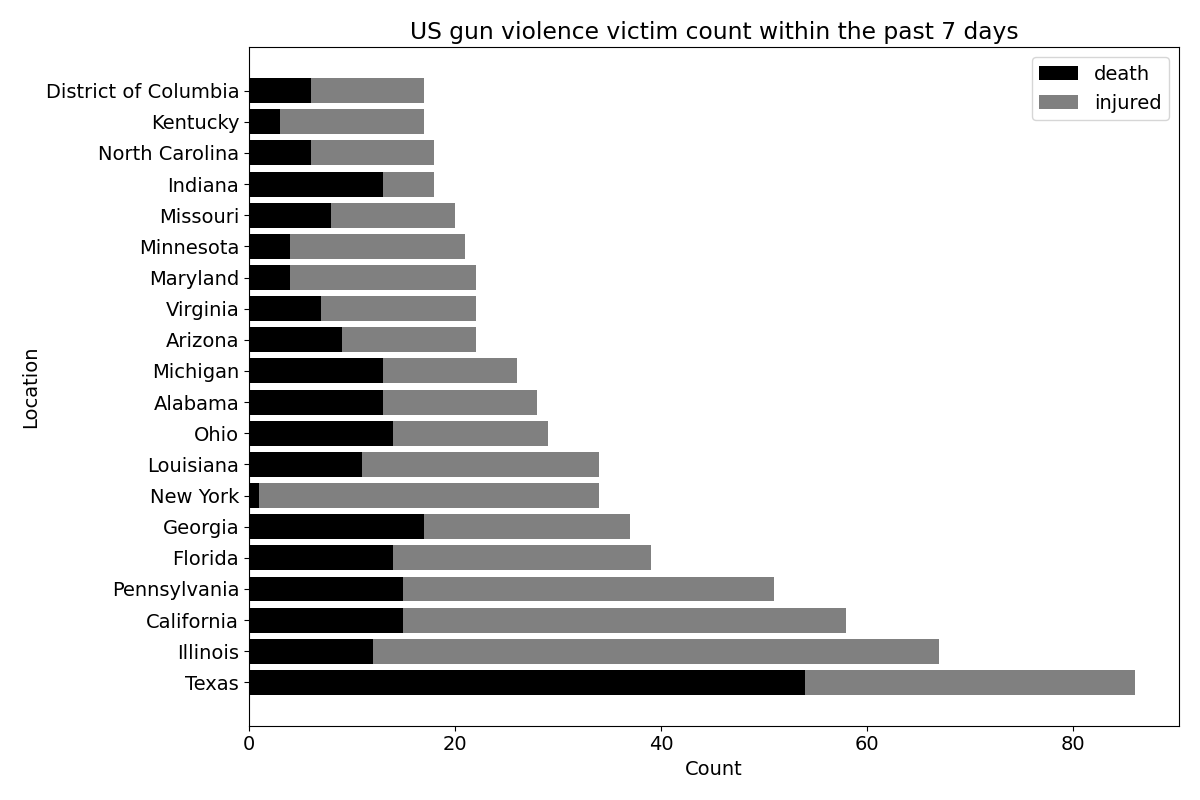 US gun violence victim count within the past 7 days
death
injured
District of Columbia
Kentucky
North Carolina
Indiana
Missouri
Minnesota
Maryland
Virginia
Arizona
Michigan
Alabama
Ohio
Louisiana
New York
Georgia
Florida
Pennsylvania
California
Illinois
Texas
Location
0 20 40 60 80
Count